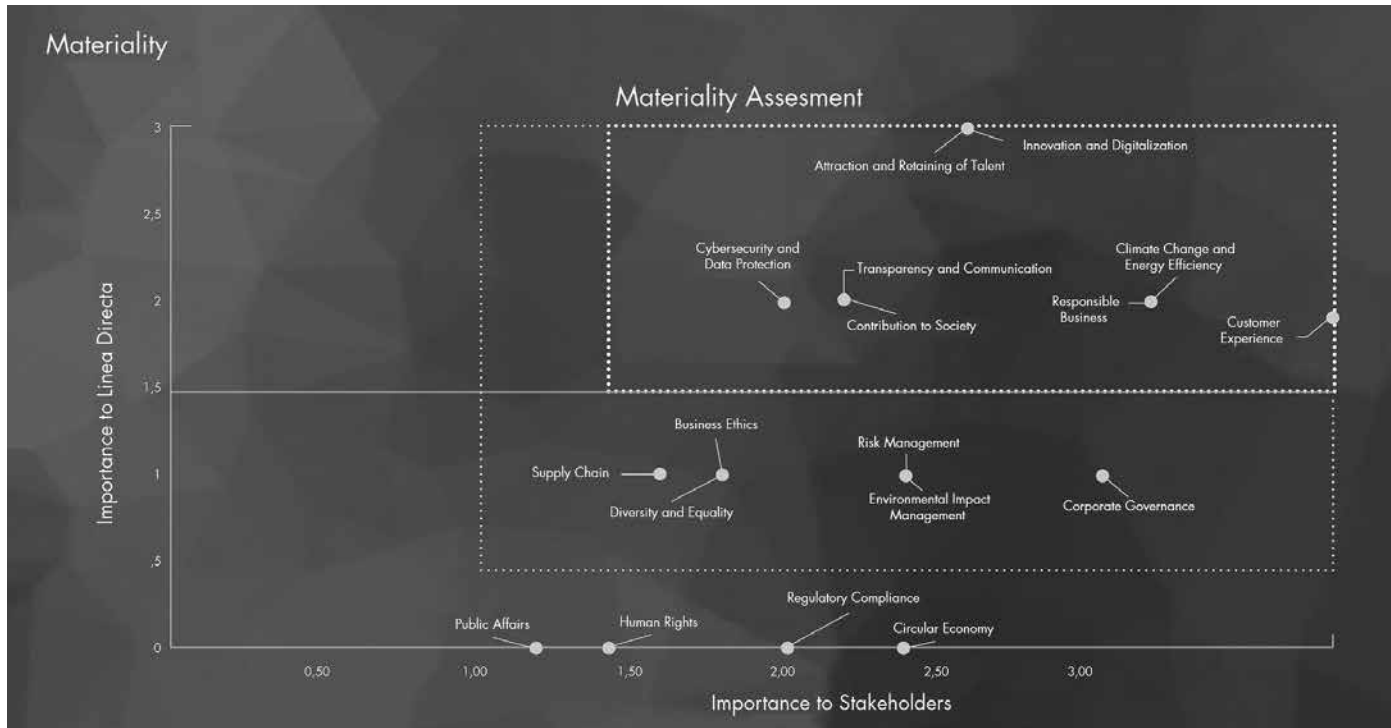 Materiality
Materiality Assesment
3
Innovation and Digitalization
Attraction and Retaining of Talent
2,5
Cybersecurity and
Data Protection
Transparency and Communication
Climate Change and
Energy Efficiency
2
Contribution to Society
Responsible
Business
Customer
Experience
1,5
Importance to Linea Directa
Business Ethics
Risk Management
1
Supply Chain
Diversity and Equality
Environmental Impact
Management
Corporate Governance
,5
Public Affairs
Human Rights
Regulatory Compliance
Circular Economy
0
0,50
1,00
1,50
2,00
2,50
3,00
Importance to Stakeholders